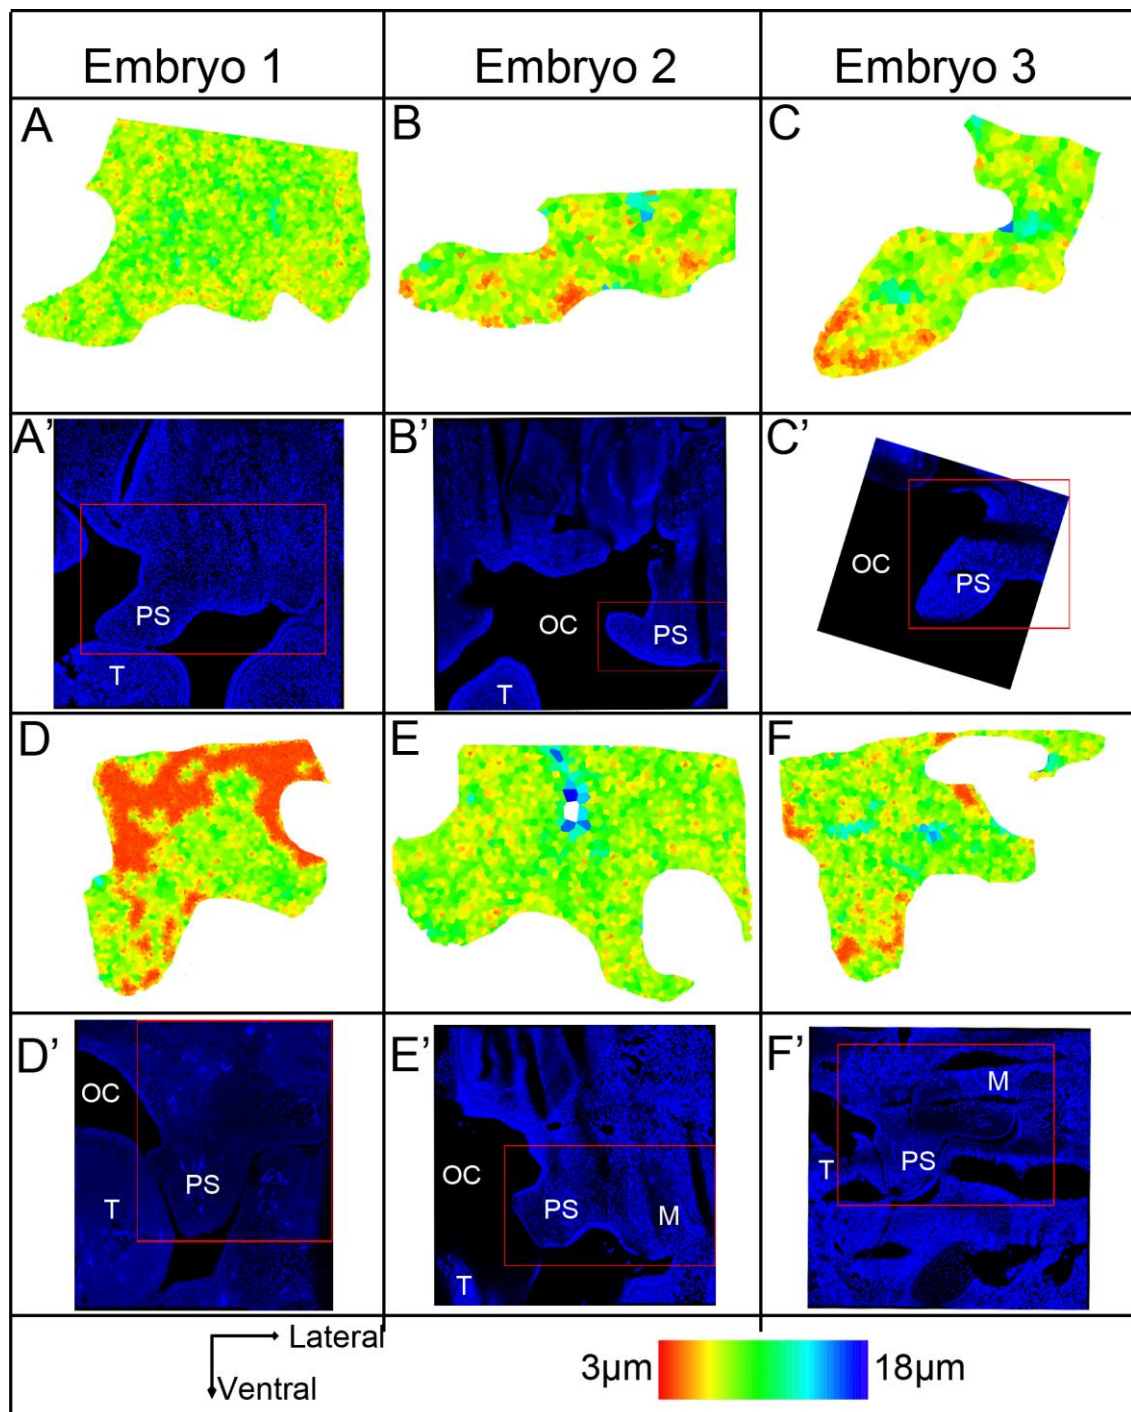 Embryo 1
Embryo 2
Embryo 3
A
B
C
A'
B'
C'
PS
T
OC
PS
T
OC
PS
D
E
F
D'
E'
F'
OC
PS
T
OC
PS
M
T
M
PS
T
Lateral
Ventral
3µm
18µm